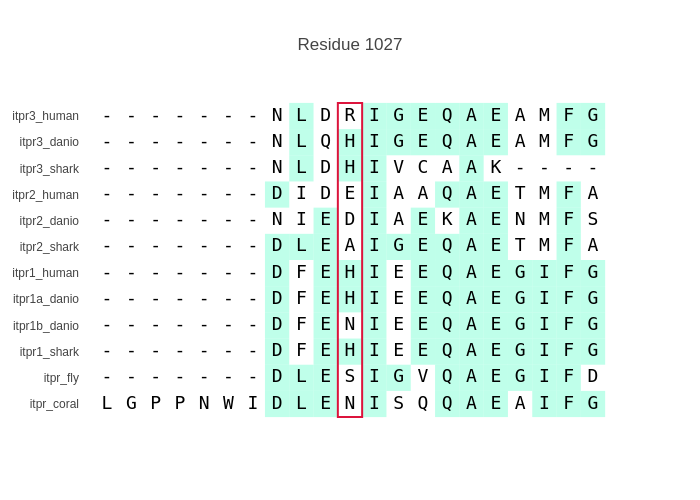 Residue 1027
itpr3_human - - - - - - - N L D R I G E Q A E A M F G
itpr3_danio - - - - - - - N L Q H I G E Q A E A M F G
itpr3_shark - - - - - - - N L D H I V C A A K - - - -
itpr2_human - - - - - - - D I D E I A A Q A E T M F A
itpr2_danio - - - - - - - N I E D I A E K A E N M F S
itpr2_shark - - - - - - - D L E A I G E Q A E T M F A
itpr1_human - - - - - - - D F E H I E E Q A E G I F G
itpr1a_danio - - - - - - - D F E H I E E Q A E G I F G
itpr1b_danio - - - - - - - D F E N I E E Q A E G I F G
itpr1_shark - - - - - - - D F E H I E E Q A E G I F G
itpr_fly - - - - - - - D L E S I G V Q A E G I F D
itpr_coral L G P P N W I D L E N I S Q Q A E A I F G